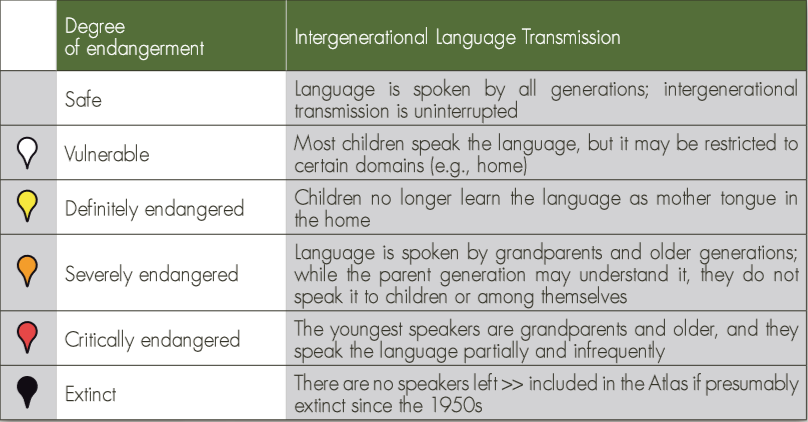 Degree
of endangerment
Intergenerational Language Transmission
Safe
Language is spoken by all generations; intergenerational
transmission is uninterrupted
Vulnerable
Most children speak the language, but it may be restricted to
certain domains (e.g., home)
Definitely endangered
Children no longer learn the language as mother tongue in
the home
Severely endangered
Language is spoken by grandparents and older generations;
while the parent generation may understand it, they do not
speak it to children or among themselves
Critically endangered
The youngest speakers are grandparents and older, and they
speak the language partially and infrequently
Extinct
There are no speakers left >> included in the Atlas if presumably
extinct since the 1950s